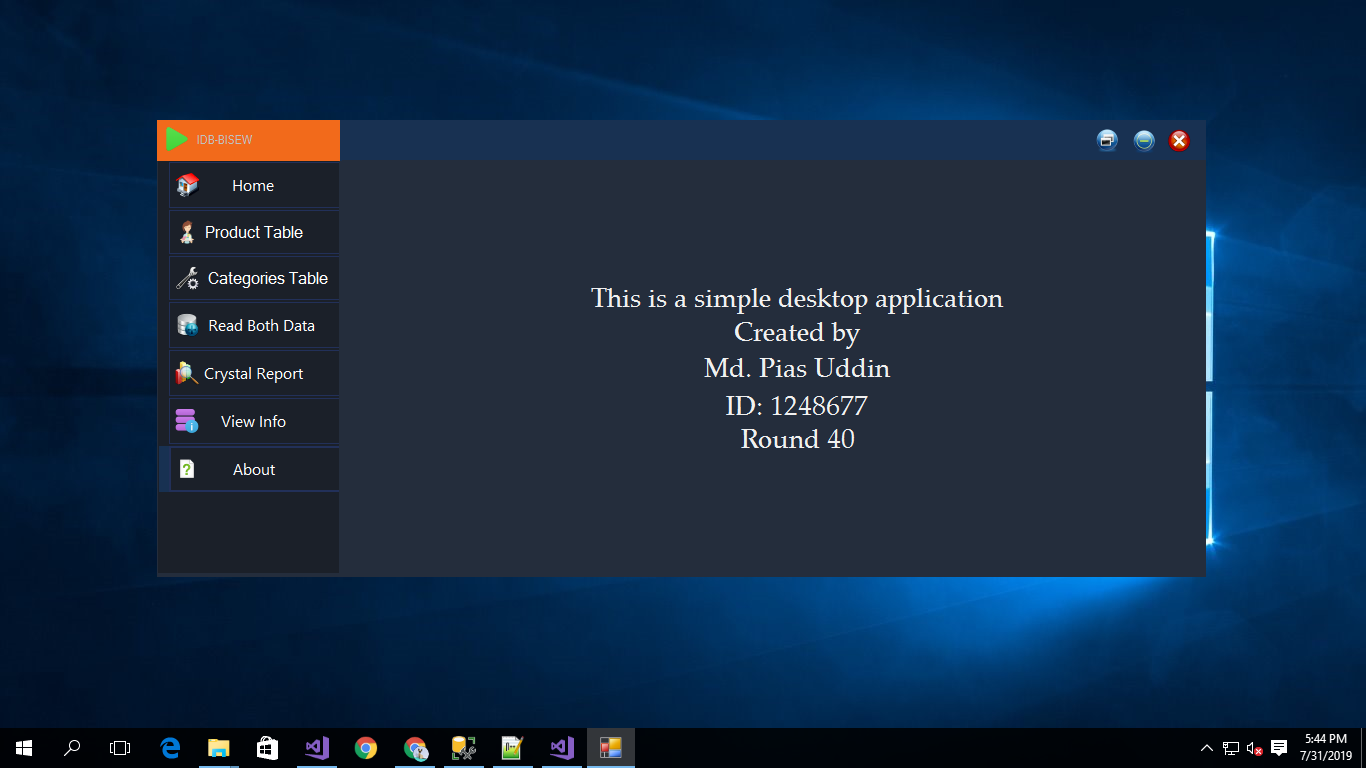 IDB-BISEW
Home
Product Table
Categories Table
Read Both Data
Crystal Report
View Info
About
This is a simple desktop application
Created by
Md. Pias Uddin
ID: 1248677
Round 40
5:44 PM
7/31/2019